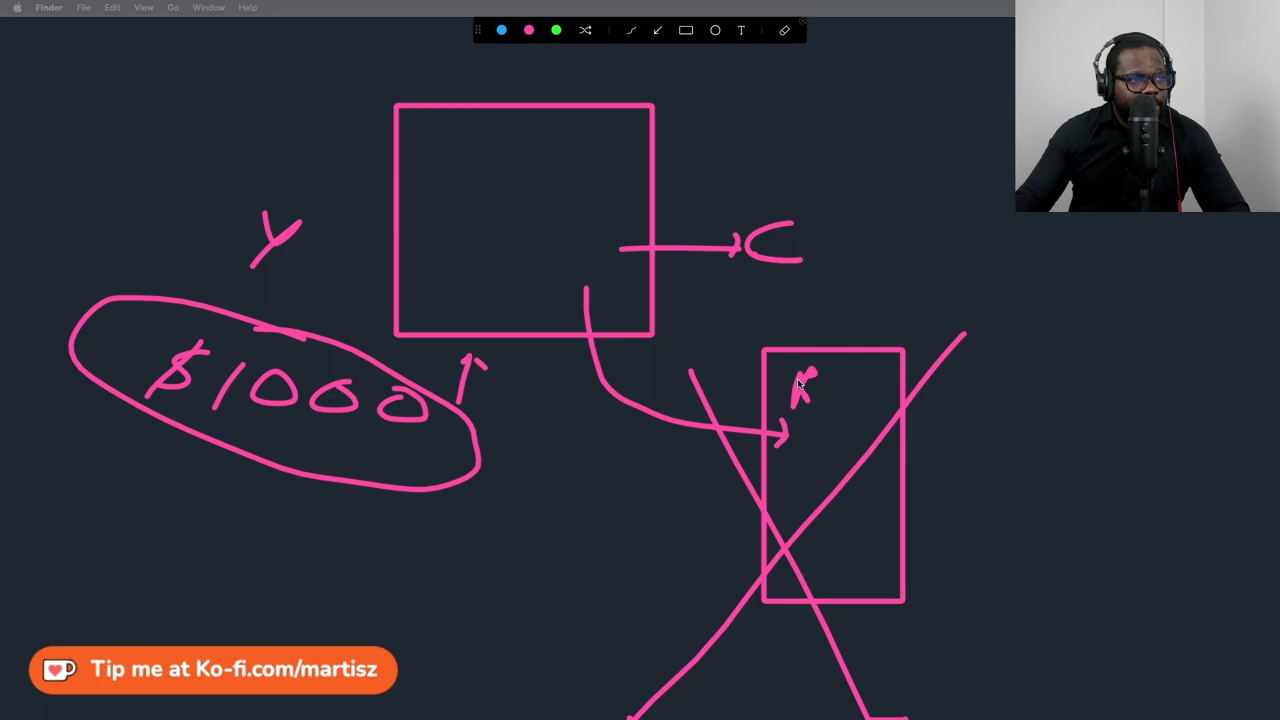 Finder File Edit View Go Window Help
T
Y
C
$1000
Tip me at Ko-fi.com/martisz